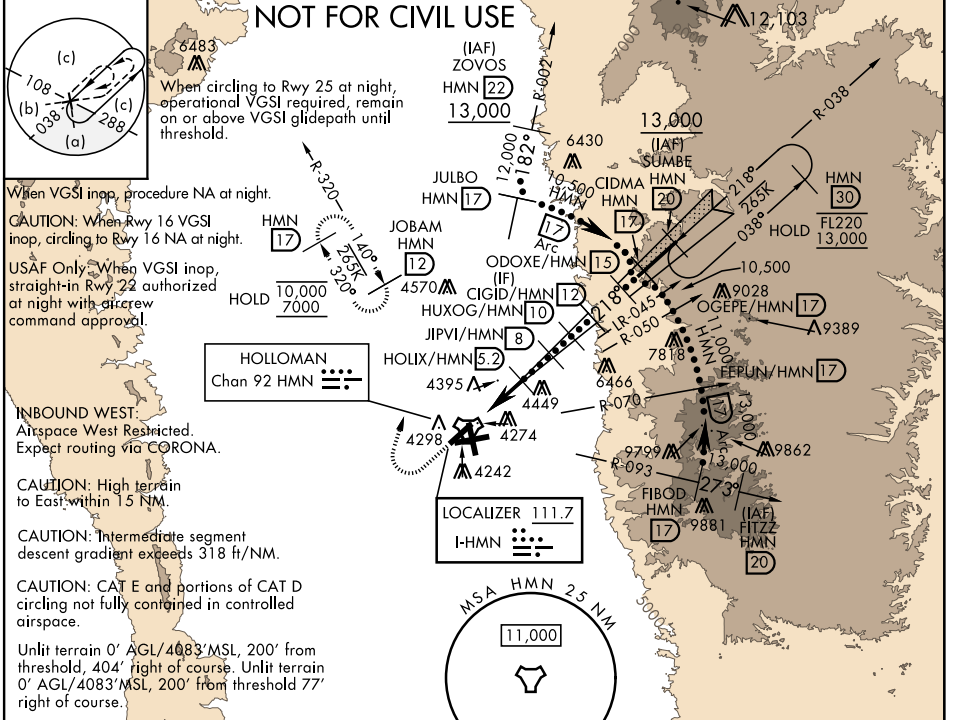 NOT FOR CIVIL USE
(c)
108
(b)
(c)
038
288
(a)
6483
When circling to Rwy 25 at night,
operational VGSI required, remain
on or above VGSI glidepath until
threshold.
(IAF)
ZOVOS
HMN 22
13,000
R-002
7000
9000
12,103
When VGSI inop, procedure NA at night.
CAUTION: When Rwy 16 VGSI
inop, circling to Rwy 16 NA at night.
USAF Only: When VGSI inop,
straight-in Rwy 22 authorized
at night with aircrew
command approval.
R-320
HMN
17
140°
265K
320°
HOLD 10,000
7000
JOBAM
HMN
12
4570
JULBO
HMN 17
12,000
182°
6430
10,500
HMN
17
Arc
CIDMA
HMN
17
13,000
(IAF)
SUMBE
HMN
20
218°
265K
038°
R-038
HMN
30
HOLD FL220
13,000
ODOXE/HMN 15
(IF)
CIGID/HMN 12
HUXOG/HMN 10
JIPVI/HMN 8
HOLIX/HMN 5.2
218°
LR-045
R-050
10,500
9028
OGEPE/HMN 17
9389
11,000
HMN
7818
6466
FEPUN/HMN 17
R-070
HOLLOMAN
Chan 92 HMN
4395
4449
4298
4274
4242
17
Arc
13,000
9799
9862
R-093
13,000
273°
FIBOD
HMN
17
9881
(IAF)
FITZZ
HMN
20
LOCALIZER 111.7
I-HMN
INBOUND WEST:
Airspace West Restricted.
Expect routing via CORONA.
CAUTION: High terrain
to East within 15 NM.
CAUTION: Intermediate segment
descent gradient exceeds 318 ft/NM.
CAUTION: CAT E and portions of CAT D
circling not fully contained in controlled
airspace.
Unlit terrain 0' AGL/4083'MSL, 200' from
threshold, 404' right of course. Unlit terrain
0' AGL/4083'MSL, 200' from threshold 77'
right of course.
MSA HMN 25 NM
11,000
5000